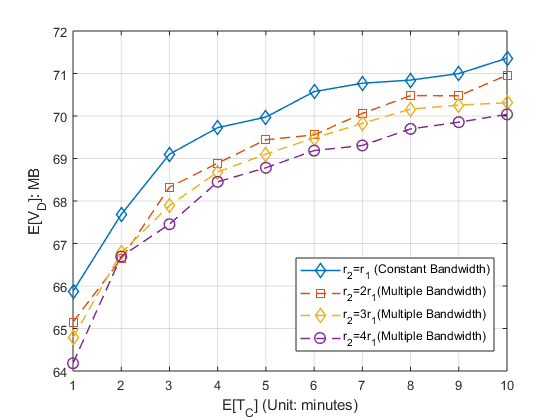 72
71
70
69
68
67
66
65
64
E[V_D]: MB
r_2=r_1 (Constant Bandwidth)
r_2=2r_1(Multiple Bandwidth)
r_2=3r_1(Multiple Bandwidth)
r_2=4r_1(Multiple Bandwidth)
1 2 3 4 5 6 7 8 9 10
E[T_C] (Unit: minutes)